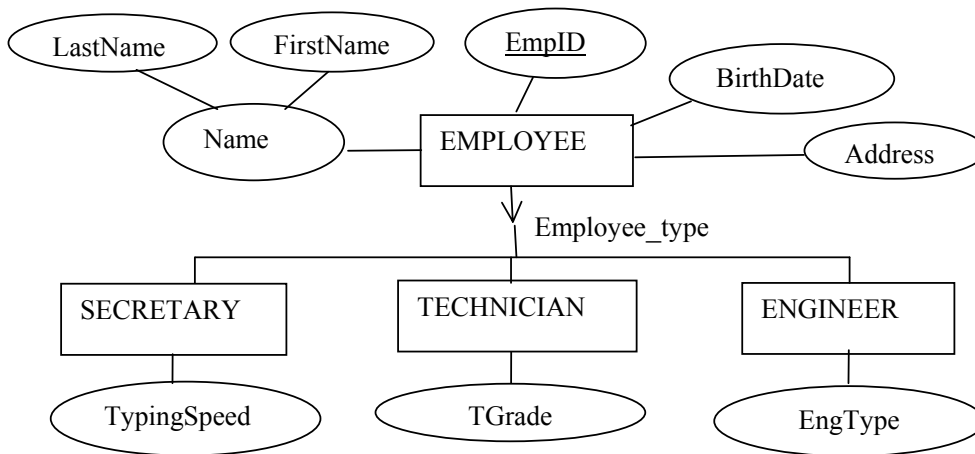 LastName
FirstName
EmpID
BirthDate
Name
EMPLOYEE
Address
Employee_type
SECRETARY
TECHNICIAN
ENGINEER
TypingSpeed
TGrade
EngType